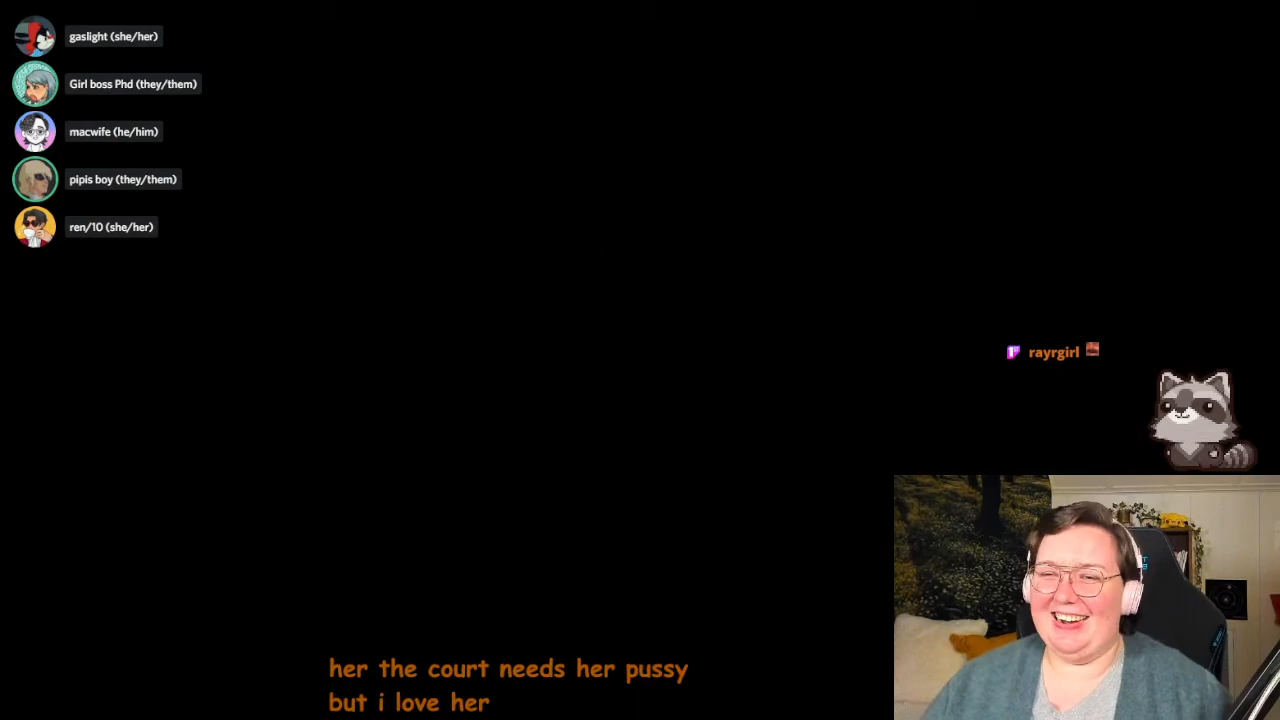 gaslight (she/her)
Girl boss Phd (they/them)
macwife (he/him)
pipis boy (they/them)
ren/10 (she/her)
rayrgirl
her the court needs her pussy
but i love her